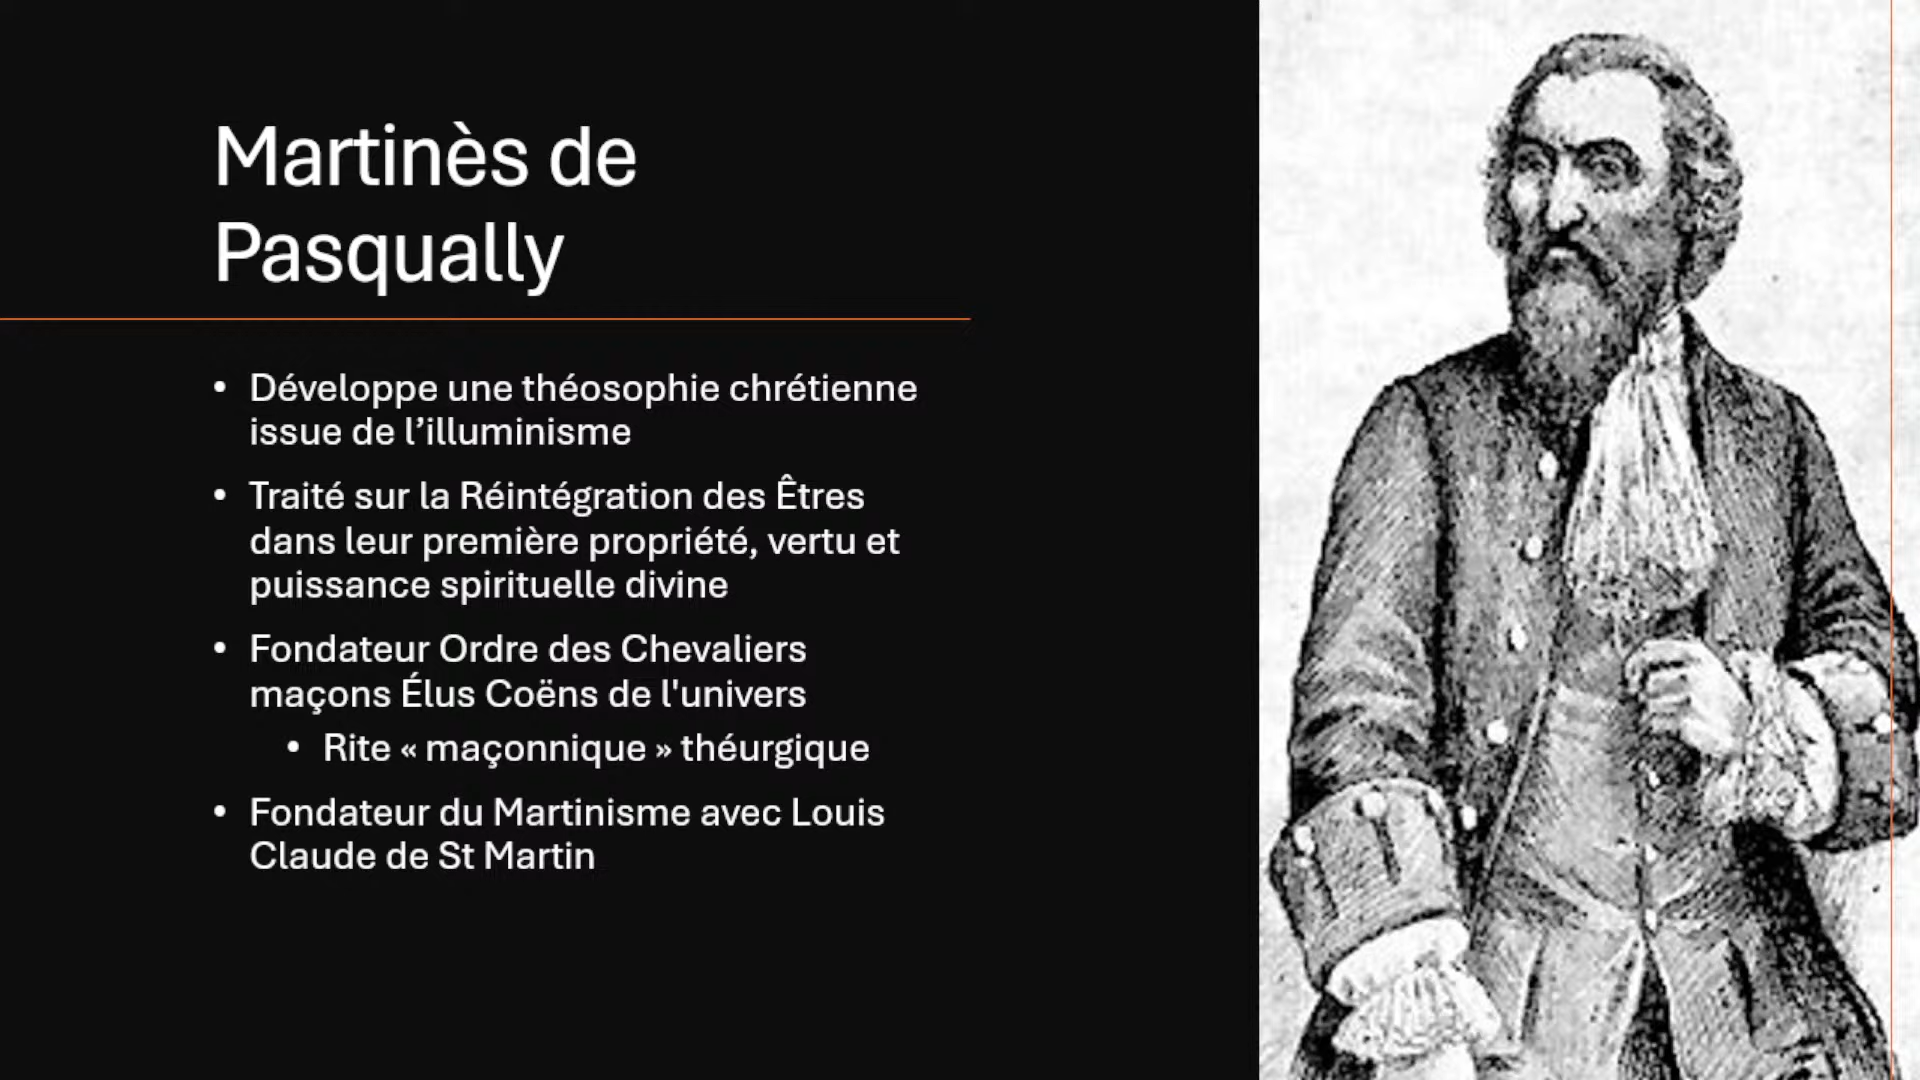 Martinès de
Pasqually
• Développe une théosophie chrétienne
issue de l’illuminisme
• Traité sur la Réintégration des Êtres
dans leur première propriété, vertu et
puissance spirituelle divine
• Fondateur Ordre des Chevaliers
maçons Élus Coëns de l'univers
• Rite « maçonnique » théurgique
• Fondateur du Martinisme avec Louis
Claude de St Martin